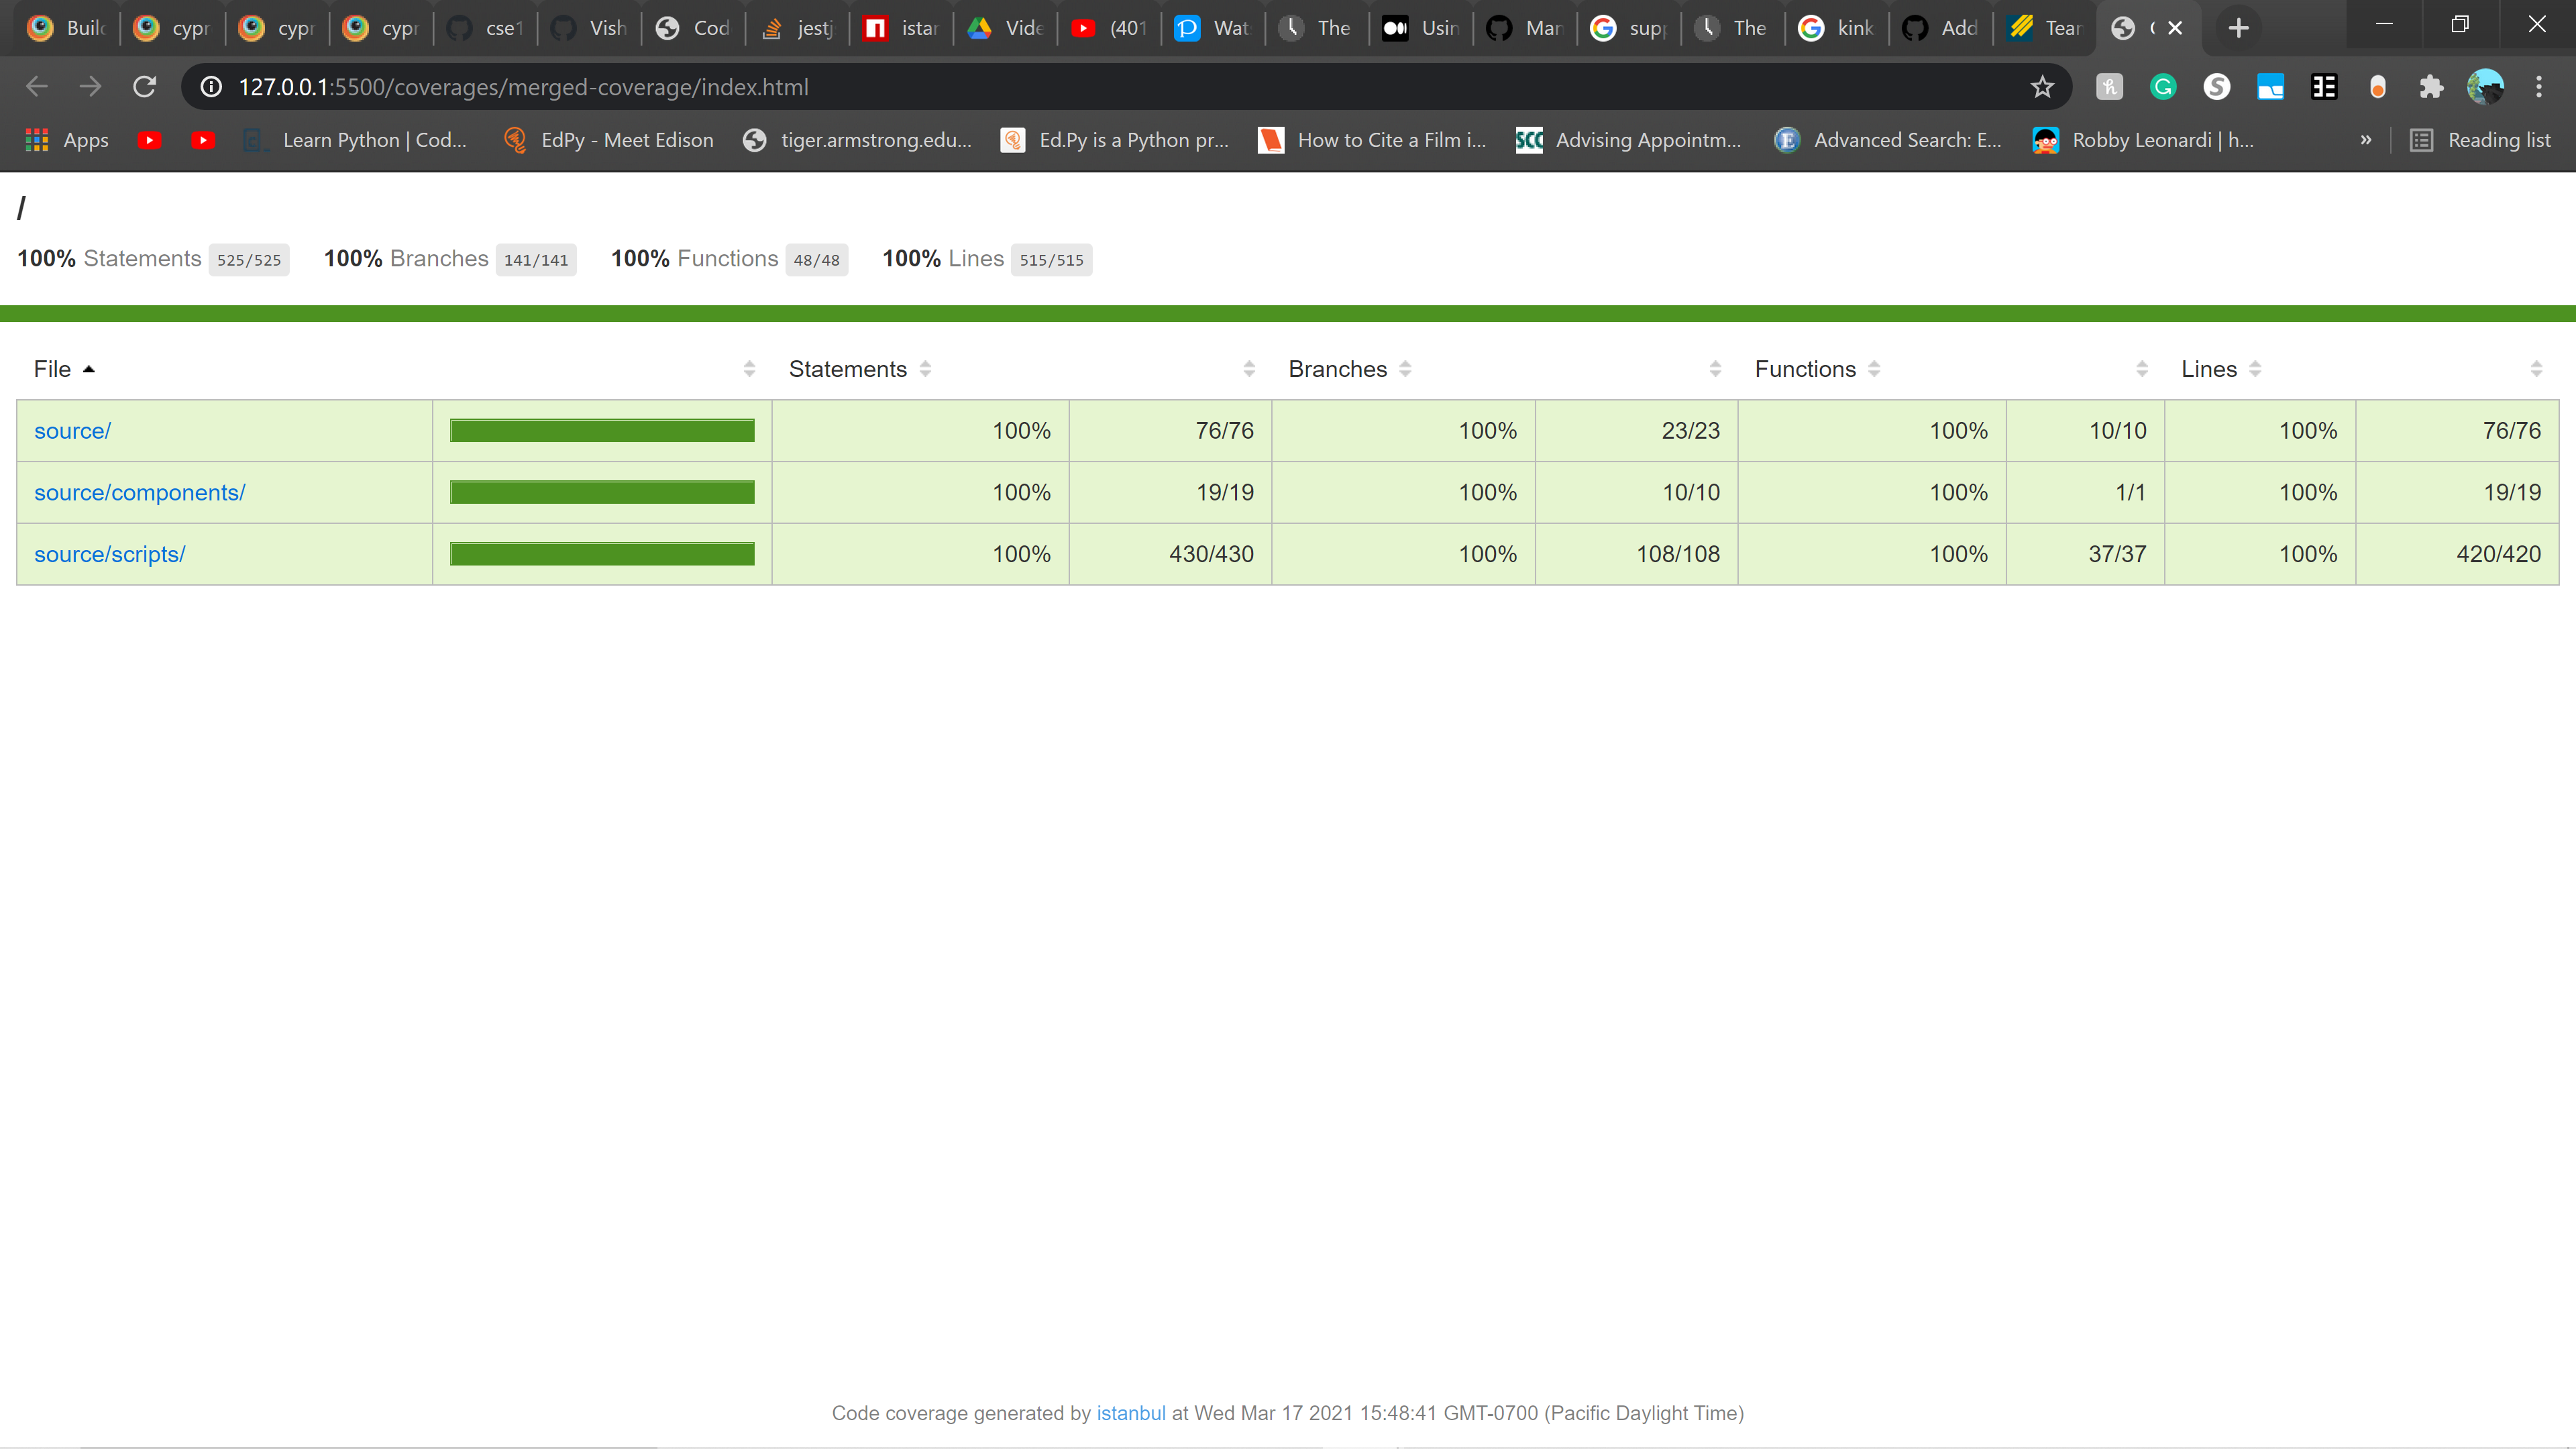 Build cypr cypr cypr cse1 Vish Cod jestj istar Vide (401 Wat The Usin Mar supp The kink Add Tear
127.0.0.1:5500/coverages/merged-coverage/index.html
Apps Learn Python | Cod... EdPy - Meet Edison tiger.armstrong.edu... Ed.Py is a Python pr... How to Cite a Film i... Advising Appointm... Advanced Search: E... Robby Leonardi | h... » Reading list
/
100% Statements 525/525 100% Branches 141/141 100% Functions 48/48 100% Lines 515/515
File Statements Branches Functions Lines
source/ 100% 76/76 100% 23/23 100% 10/10 100% 76/76
source/components/ 100% 19/19 100% 10/10 100% 1/1 100% 19/19
source/scripts/ 100% 430/430 100% 108/108 100% 37/37 100% 420/420
Code coverage generated by istanbul at Wed Mar 17 2021 15:48:41 GMT-0700 (Pacific Daylight Time)